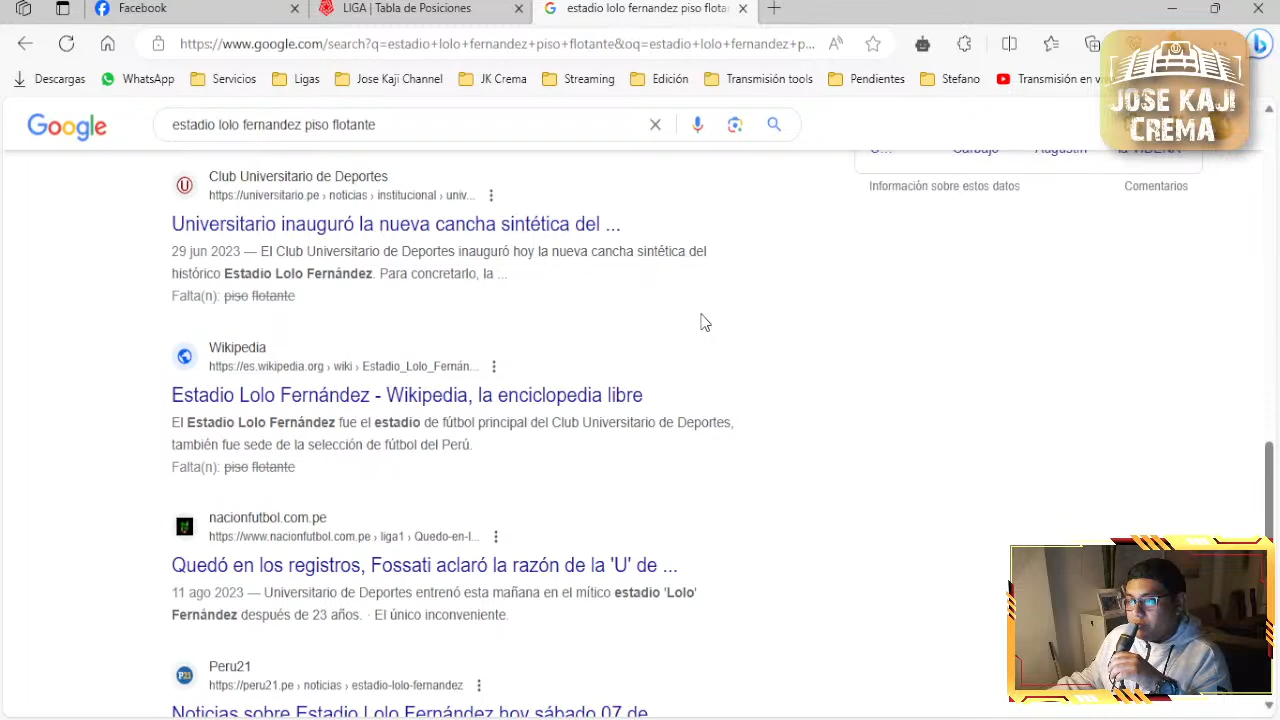 Facebook
LIGA | Tabla de Posiciones
estadio lolo fernandez piso flota
https://www.google.com/search?q=estadio+lolo+fernandez+piso+flotante&oq=estadio+lolo+fernandez+p...
Descargas
WhatsApp
Servicios
Ligas
Jose Kaji Channel
JK Crema
Streaming
Edición
Transmisión tools
Pendientes
Stefano
Transmisión en v
JOSE KAJI
CREMA
Google
estadio lolo fernandez piso flotante
Información sobre estos datos
Comentarios
Club Universitario de Deportes
https://universitario.pe › noticias › institucional › univ...
Universitario inauguró la nueva cancha sintética del ...
29 jun 2023 — El Club Universitario de Deportes inauguró hoy la nueva cancha sintética del
histórico Estadio Lolo Fernández. Para concretarlo, la ...
Falta(n): piso flotante
Wikipedia
https://es.wikipedia.org › wiki › Estadio_Lolo_Fernán...
Estadio Lolo Fernández - Wikipedia, la enciclopedia libre
El Estadio Lolo Fernández fue el estadio de fútbol principal del Club Universitario de Deportes,
también fue sede de la selección de fútbol del Perú.
Falta(n): piso flotante
nacionfutbol.com.pe
https://www.nacionfutbol.com.pe › liga1 › Quedo-en-l...
Quedó en los registros, Fossati aclaró la razón de la 'U' de ...
11 ago 2023 — Universitario de Deportes entrenó esta mañana en el mítico estadio 'Lolo'
Fernández después de 23 años. · El único inconveniente.
Peru21
https://peru21.pe › noticias › estadio-lolo-fernandez
Noticias sobre Estadio Lolo Fernández hoy sábado 07 de